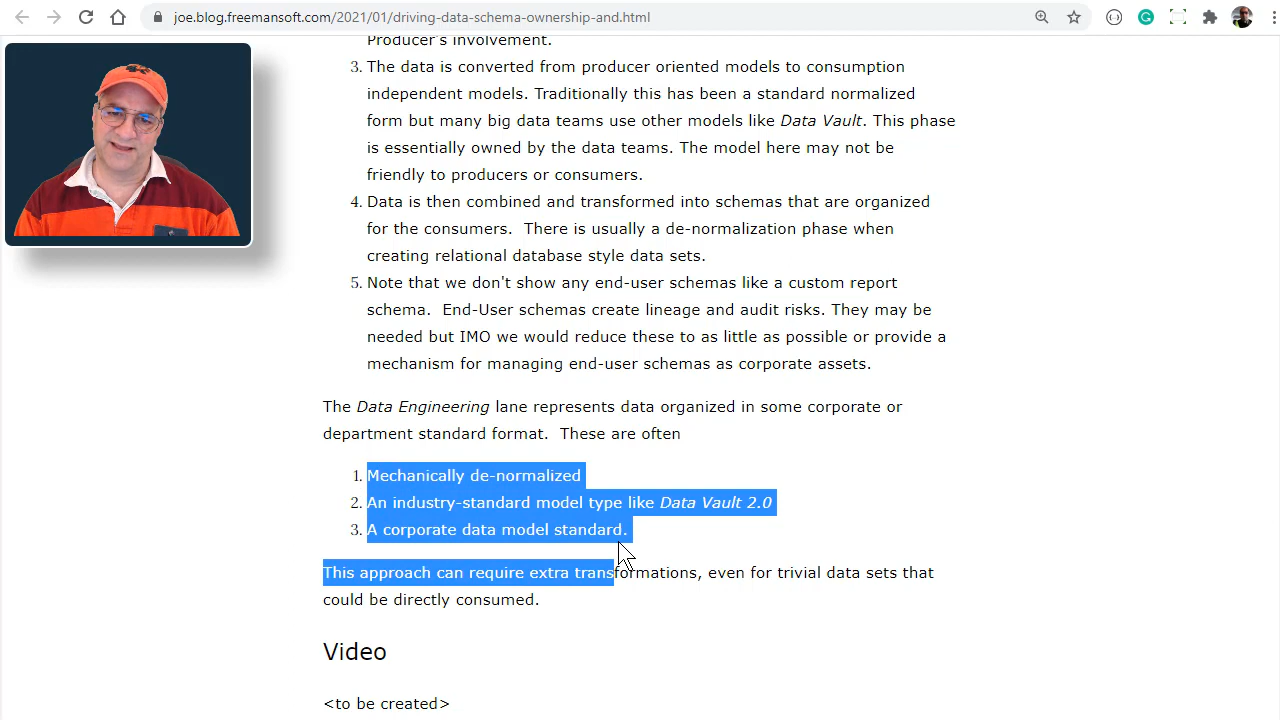 joe.blog.freemansoft.com/2021/01/driving-data-schema-ownership-and.html
Producer's involvement.
3. The data is converted from producer oriented models to consumption
independent models. Traditionally this has been a standard normalized
form but many big data teams use other models like Data Vault. This phase
is essentially owned by the data teams. The model here may not be
friendly to producers or consumers.
4. Data is then combined and transformed into schemas that are organized
for the consumers.  There is usually a de-normalization phase when
creating relational database style data sets.
5. Note that we don't show any end-user schemas like a custom report
schema.  End-User schemas create lineage and audit risks. They may be
needed but IMO we would reduce these to as little as possible or provide a
mechanism for managing end-user schemas as corporate assets.
The Data Engineering lane represents data organized in some corporate or
department standard format.  These are often
1. Mechanically de-normalized
2. An industry-standard model type like Data Vault 2.0
3. A corporate data model standard.
This approach can require extra transformations, even for trivial data sets that
could be directly consumed.
Video
<to be created>